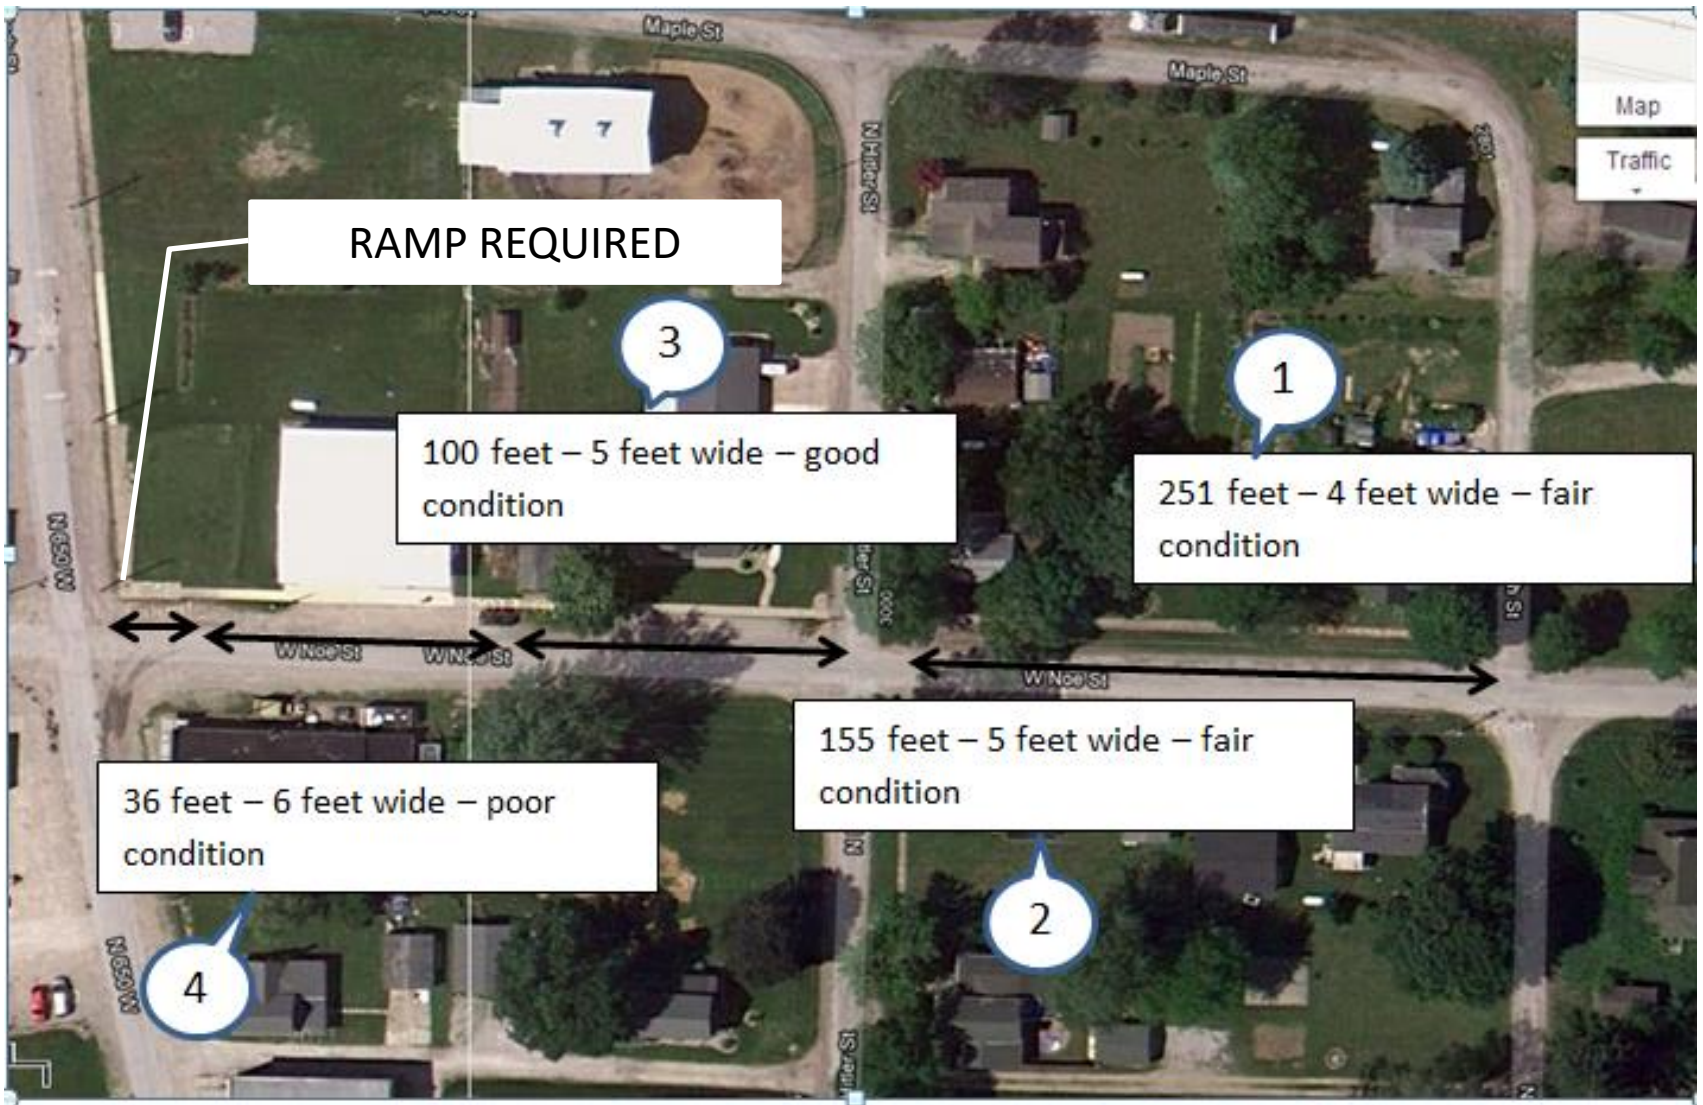 Maple St
Maple St
Map
Traffic
N Hitler St
RAMP REQUIRED
3
1
100 feet – 5 feet wide – good
condition
251 feet – 4 feet wide – fair
condition
N 650 W
W Noe St
W Noe St
W Noe St
155 feet – 5 feet wide – fair
condition
36 feet – 6 feet wide – poor
condition
2
4
N 650 W